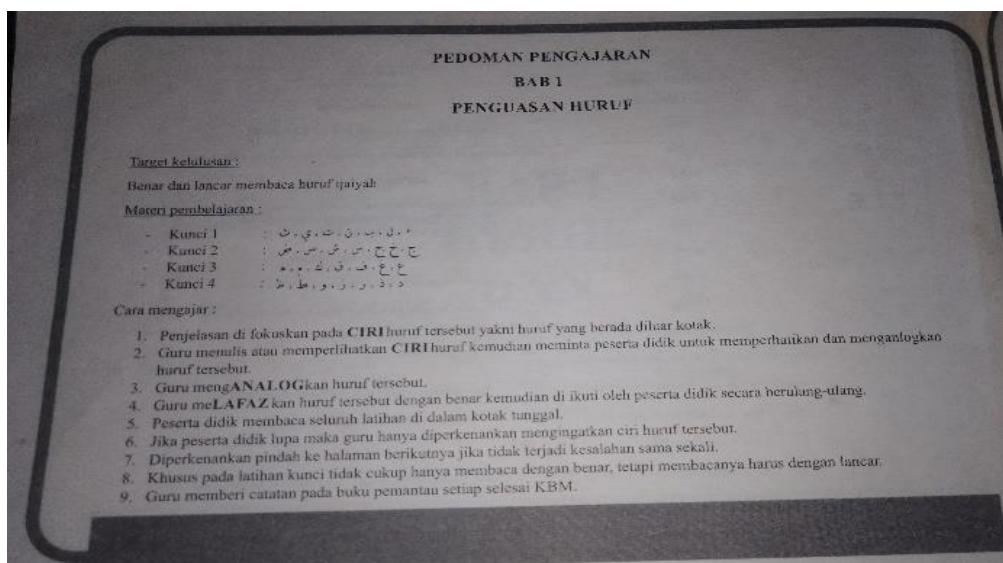 PEDOMAN PENGAJARAN
BAB 1
PENGUASAN HURUF
Target kelulusan :
Benar dan lancar membaca huruf ijaiyah
Materi pembelajaran :
- Kunci 1 : ء . ل . ب . ن . ت . ي . ث
- Kunci 2 : ج . ح . خ . س . ش . ص . ض
- Kunci 3 :
- Kunci 4 : د . ذ . ر . ز . و . ط . ظ
Cara mengajar :
1. Penjelasan di fokuskan pada CIRI huruf tersebut yakni huruf yang berada diluar kotak.
2. Guru menulis atau memperlihatkan CIRI huruf kemudian meminta peserta didik untuk memperhatikan dan menganlogkan
huruf tersebut.
3. Guru mengANALOGkan huruf tersebut.
4. Guru meLAFAZkan huruf tersebut dengan benar kemudian di ikuti oleh peserta didik secara berulang-ulang.
5. Peserta didik membaca seluruh latihan di dalam kotak tunggal.
6. Jika peserta didik lupa maka guru hanya diperkenankan mengingatkan ciri huruf tersebut.
7. Diperkenankan pindah ke halaman berikutnya jika tidak terjadi kesalahan sama sekali.
8. Khusus pada latihan kunci tidak cukup hanya membaca dengan benar, tetapi membacanya harus dengan lancar.
9. Guru memberi catatan pada buku pemantau setiap selesai KBM.